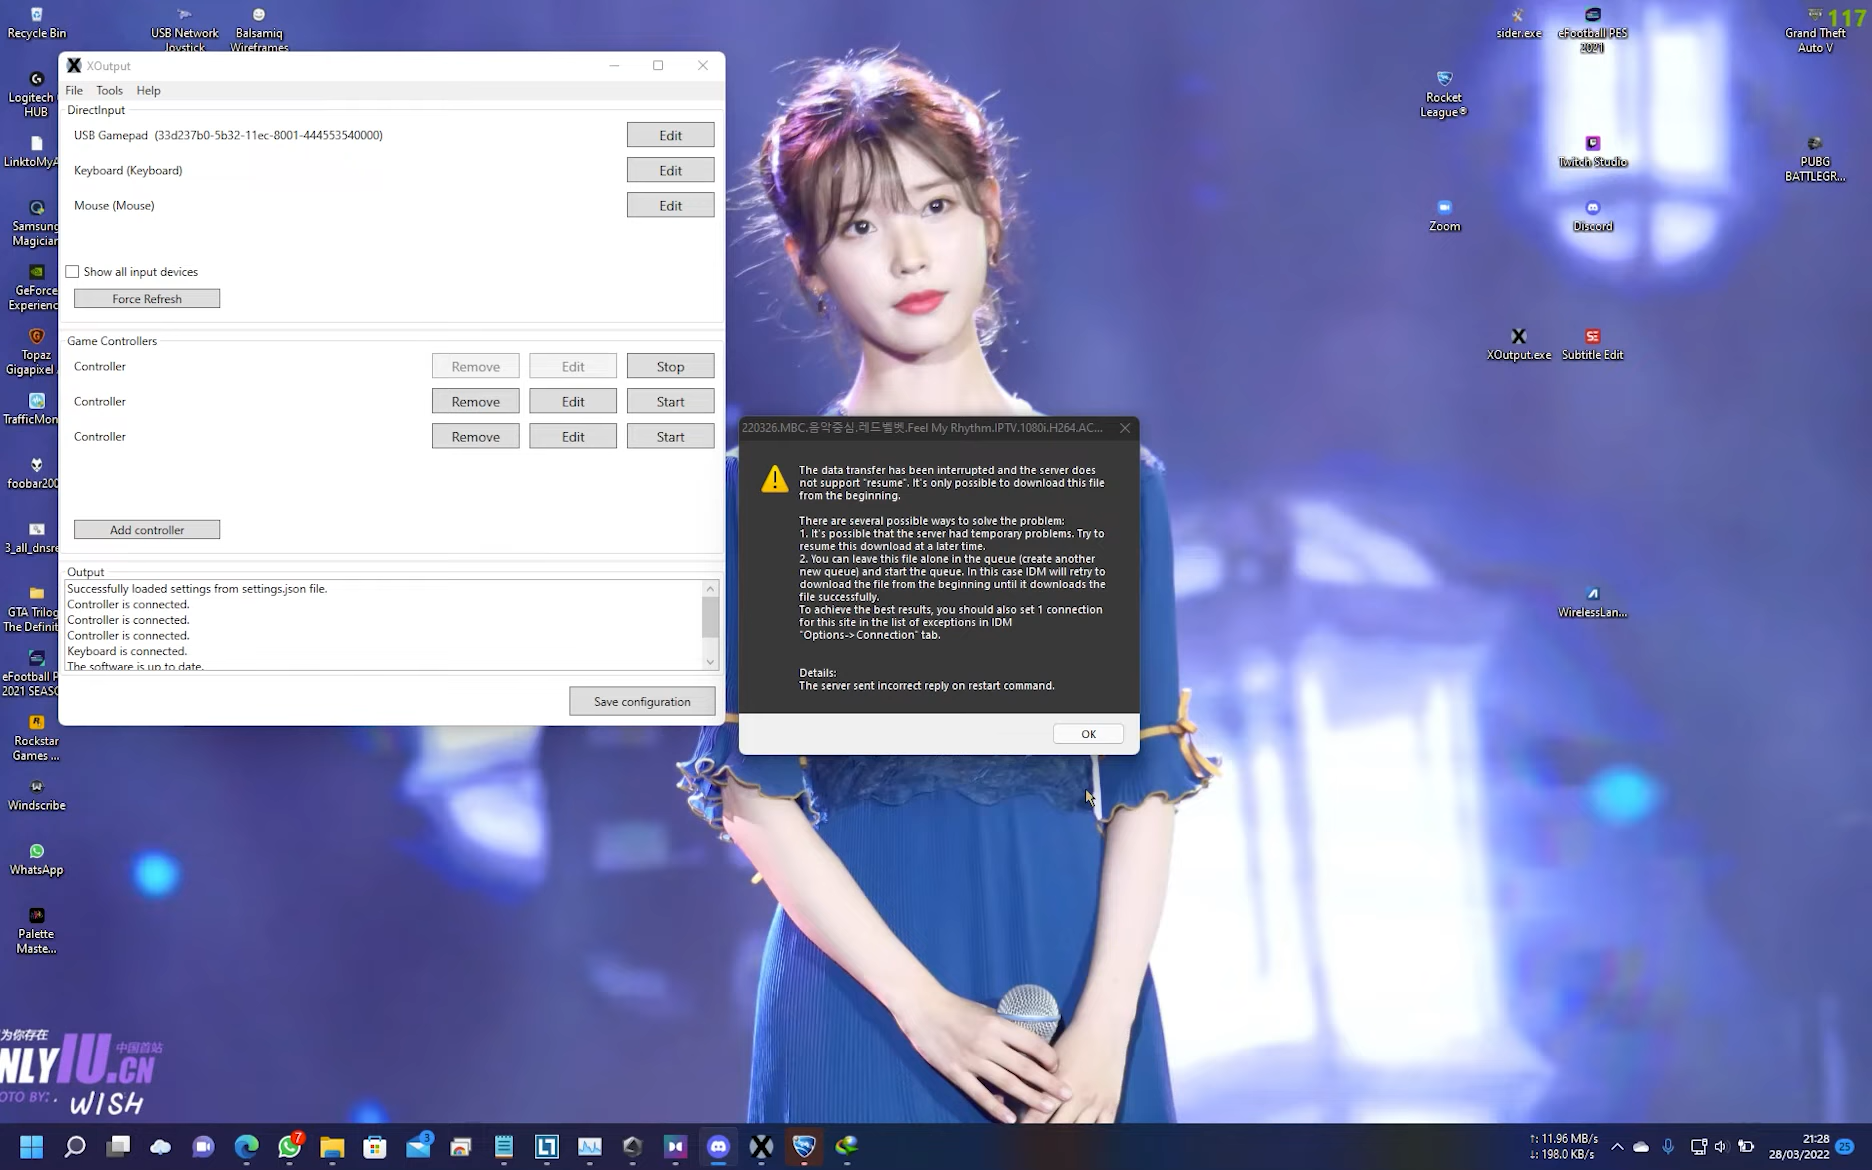 Recycle Bin
USB Network
Joystick
Balsamiq
Wireframes
sider.exe
eFootball PES
2021
117
Grand Theft
Auto V
Logitech
HUB
LinktoMyA
Samsung
Magician
GeForce
Experienc
Topaz
Gigapixel
TrafficMon
foobar200
3_all_dnsre
GTA Trilog
The Definit
eFootball P
2021 SEASO
Rockstar
Games ...
Windscribe
WhatsApp
Palette
Maste...
Rocket
League®
Twitch Studio
PUBG
BATTLEGR...
Zoom
Discord
XOutput.exe
Subtitle Edit
WirelessLan...
XOutput
File Tools Help
DirectInput
USB Gamepad (33d237b0-5b32-11ec-8001-444553540000) Edit
Keyboard (Keyboard) Edit
Mouse (Mouse) Edit
Show all input devices
Force Refresh
Game Controllers
Controller Remove Edit Stop
Controller Remove Edit Start
Controller Remove Edit Start
Add controller
Output
Successfully loaded settings from settings.json file.
Controller is connected.
Controller is connected.
Controller is connected.
Keyboard is connected.
The software is up to date.
Save configuration
220326.MBC.음악중심.레드벨벳.Feel My Rhythm.IPTV.1080i.H264.AC...
The data transfer has been interrupted and the server does
not support "resume". It's only possible to download this file
from the beginning.
There are several possible ways to solve the problem:
1. It's possible that the server had temporary problems. Try to
resume this download at a later time.
2. You can leave this file alone in the queue (create another
new queue) and start the queue. In this case IDM will retry to
download the file from the beginning until it downloads the
file successfully.
To achieve the best results, you should also set 1 connection
for this site in the list of exceptions in IDM
"Options->Connection" tab.
Details:
The server sent incorrect reply on restart command.
OK
为你存在
NLYIU.CN
中国首站
OTO BY: . WISH
7
3
↑: 11.96 MB/s
↓: 198.0 KB/s
21:28
28/03/2022
25